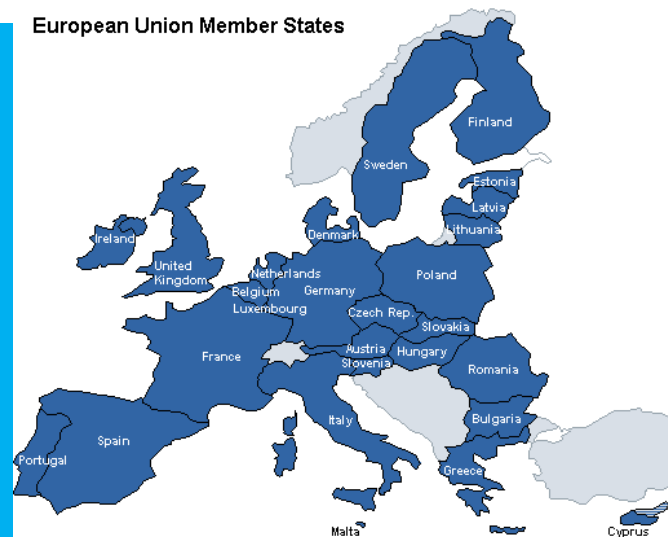 European Union Member States
Finland
Sweden
Estonia
Latvia
Lithuania
Denmark
Ireland
United
Kingdom
Netherlands
Belgium
Germany
Luxembourg
Poland
Czech Rep.
Slovakia
Austria
Hungary
Slovenia
France
Romania
Italy
Bulgaria
Spain
Portugal
Greece
Malta
Cyprus